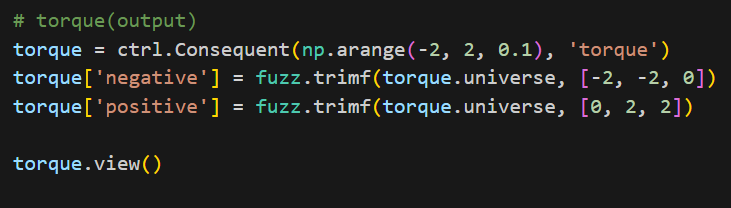 # torque(output)
torque = ctrl.Consequent(np.arange(-2, 2, 0.1), 'torque')
torque['negative'] = fuzz.trimf(torque.universe, [-2, -2, 0])
torque['positive'] = fuzz.trimf(torque.universe, [0, 2, 2])
torque.view()